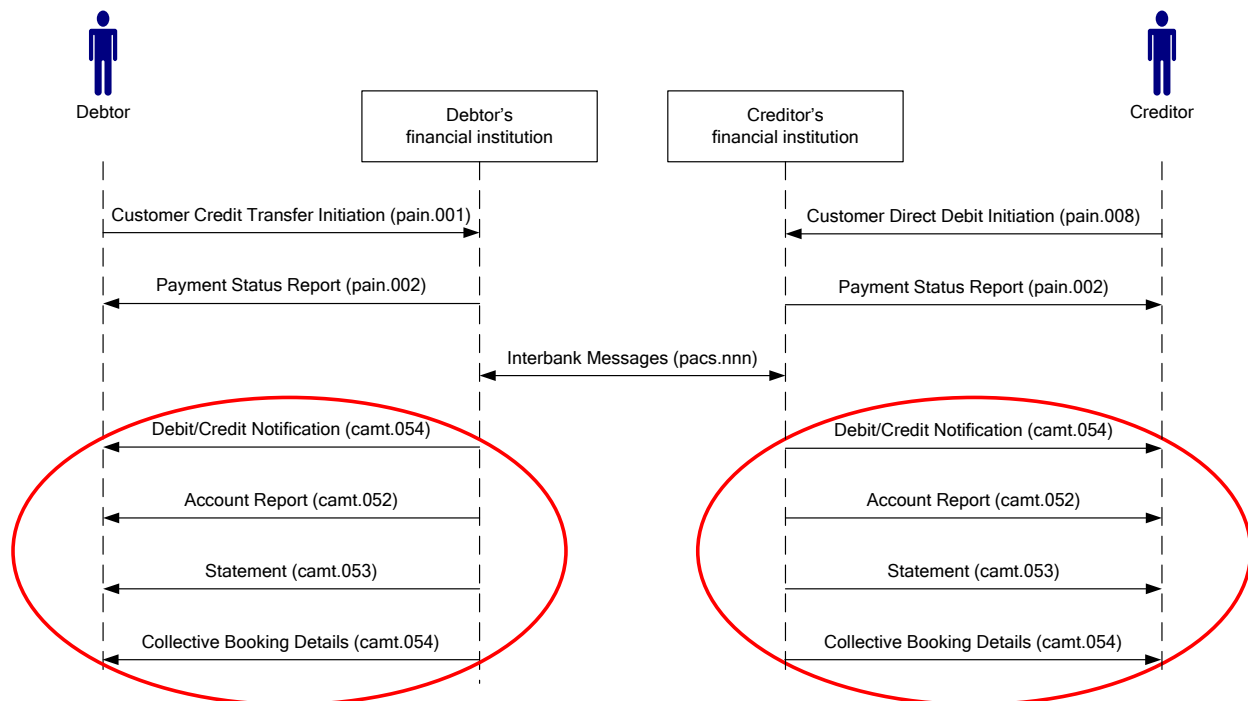 Debtor
Debtor's
financial institution
Creditor's
financial institution
Creditor
Customer Credit Transfer Initiation (pain.001)
Customer Direct Debit Initiation (pain.008)
Payment Status Report (pain.002)
Payment Status Report (pain.002)
Interbank Messages (pacs.nnn)
Debit/Credit Notification (camt.054)
Debit/Credit Notification (camt.054)
Account Report (camt.052)
Account Report (camt.052)
Statement (camt.053)
Statement (camt.053)
Collective Booking Details (camt.054)
Collective Booking Details (camt.054)